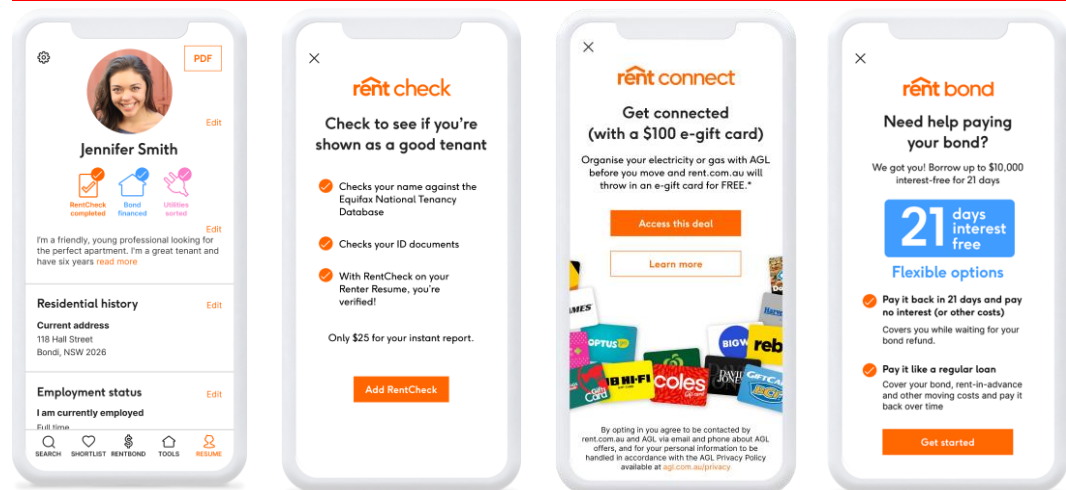 PDF
Edit
Jennifer Smith
RentCheck
completed
Bond
financed
Utilities
sorted
Edit
I'm a friendly, young professional looking for
the perfect apartment. I'm a great tenant and
have six years read more
Residential history
Edit
Current address
118 Hall Street
Bondi, NSW 2026
Employment status
Edit
I am currently employed
Full time
SEARCH
SHORTLIST
RENTBOND
TOOLS
RESUME
rent check
Check to see if you're
shown as a good tenant
Checks your name against the
Equifax National Tenancy
Database
Checks your ID documents
With RentCheck on your
Renter Resume, you're
verified!
Only $25 for your instant report.
Add RentCheck
rent connect
Get connected
(with a $100 e-gift card)
Organise your electricity or gas with AGL
before you move and rent.com.au will
throw in an e-gift card for FREE.*
Access this deal
Learn more
OPTUS
BIGW
reb
JB HI-FI
Gift
Card
coles
DAVID
JONES
GIFTCAR
BCF
By opting in you agree to be contacted by
rent.com.au and AGL via email and phone about AGL
offers, and for your personal information to be
handled in accordance with the AGL Privacy Policy
available at agl.com.au/privacy
rent bond
Need help paying
your bond?
We got you! Borrow up to $10,000
interest-free for 21 days
21 days
interest
free
Flexible options
Pay it back in 21 days and pay
no interest (or other costs)
Covers you while waiting for your
bond refund.
Pay it like a regular loan
Cover your bond, rent-in-advance
and other moving costs and pay it
back over time
Get started